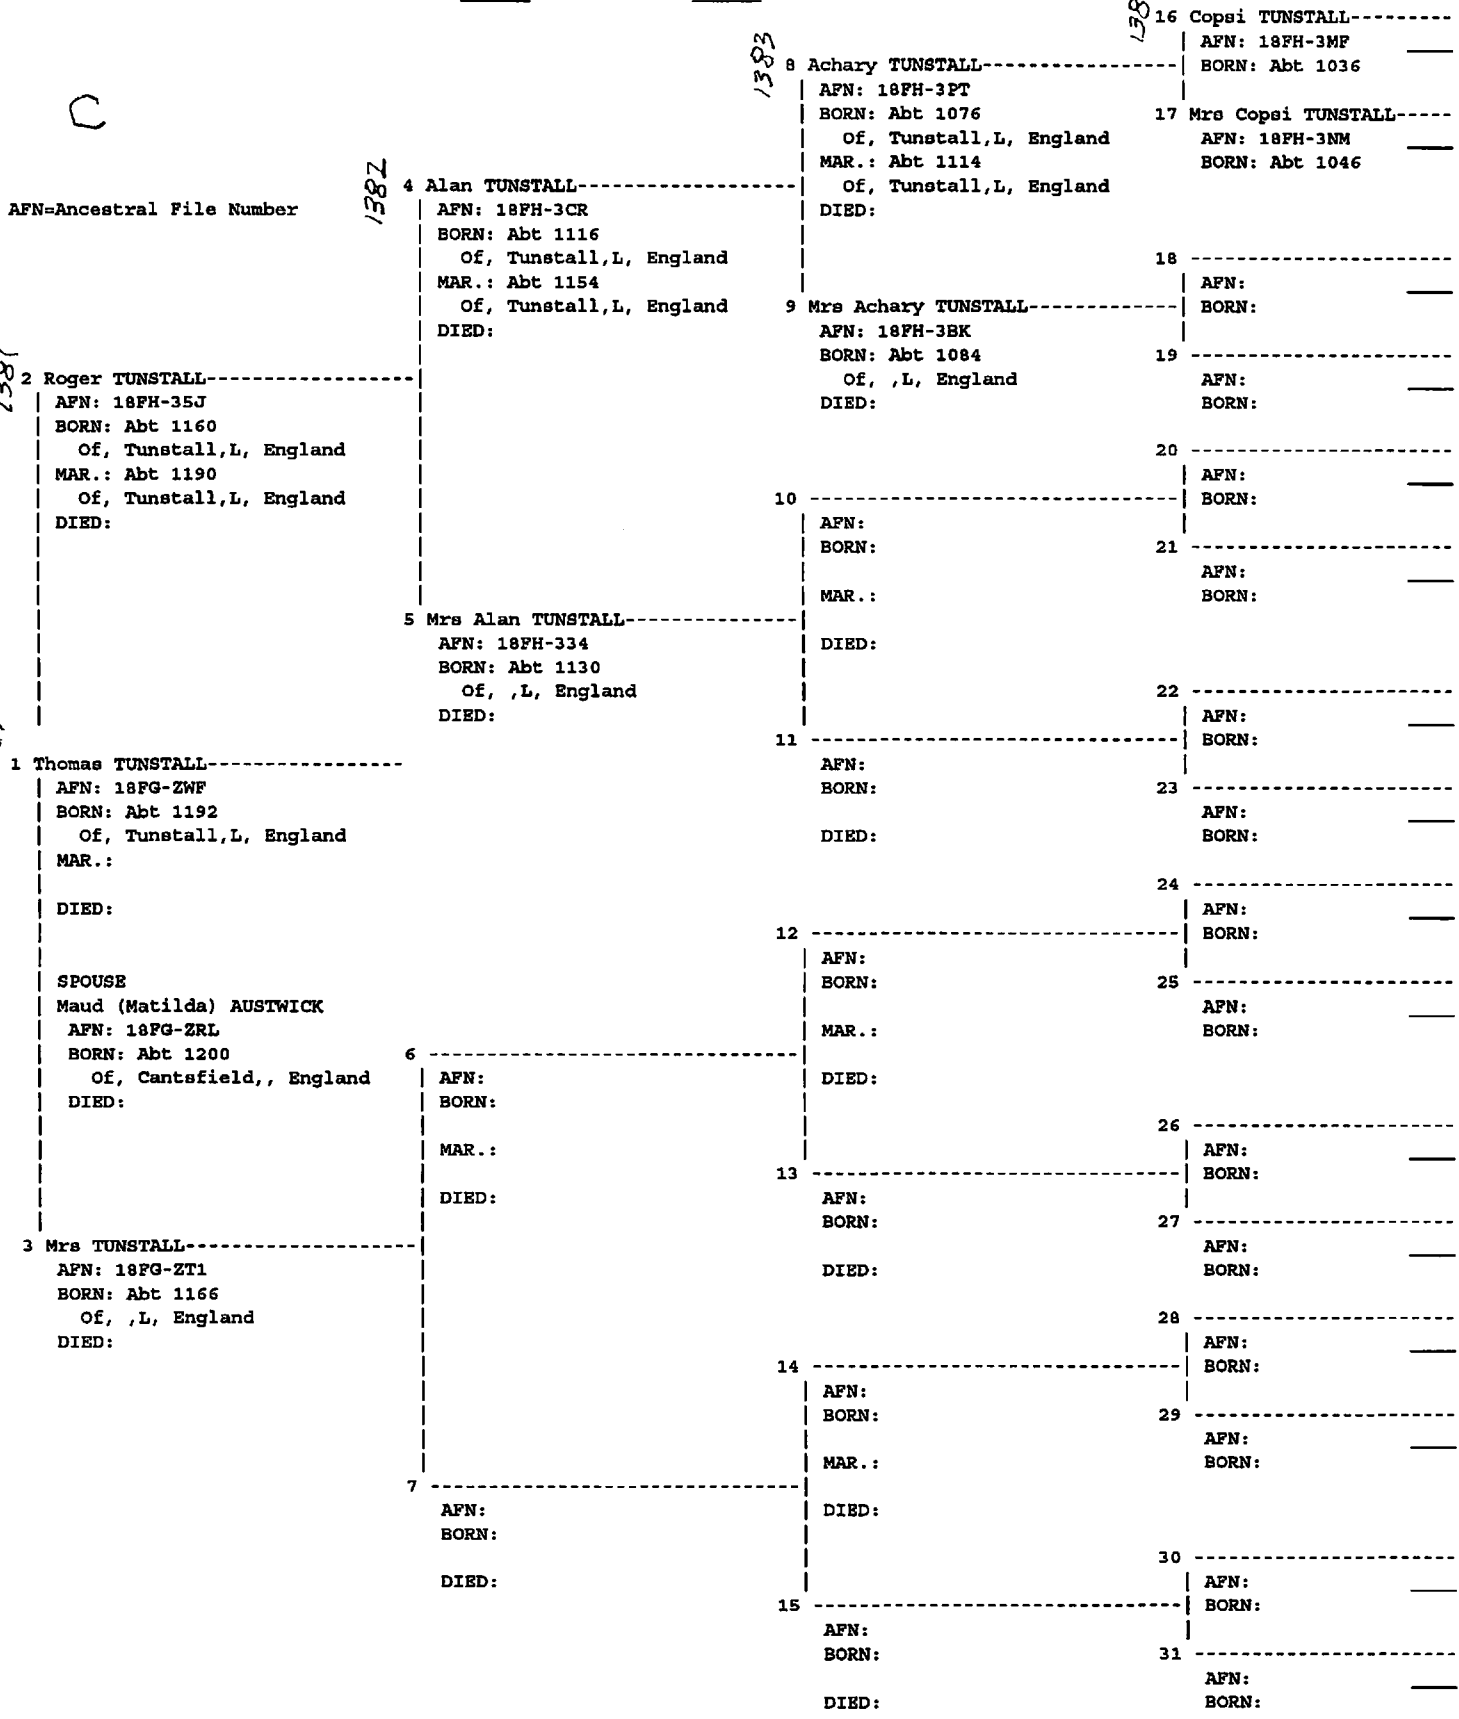 C
AFN=Ancestral File Number
1381
2 Roger TUNSTALL
AFN: 18FH-35J
BORN: Abt 1160
Of, Tunstall,L, England
MAR.: Abt 1190
Of, Tunstall,L, England
DIED:
1 Thomas TUNSTALL
AFN: 18FG-ZWF
BORN: Abt 1192
Of, Tunstall,L, England
MAR.:
DIED:
SPOUSE
Maud (Matilda) AUSTWICK
AFN: 18FG-ZRL
BORN: Abt 1200
Of, Cantsfield,, England
DIED:
3 Mrs TUNSTALL
AFN: 18FG-ZT1
BORN: Abt 1166
Of, ,L, England
DIED:
1382
4 Alan TUNSTALL
AFN: 18FH-3CR
BORN: Abt 1116
Of, Tunstall,L, England
MAR.: Abt 1154
Of, Tunstall,L, England
DIED:
5 Mrs Alan TUNSTALL
AFN: 18FH-334
BORN: Abt 1130
Of, ,L, England
DIED:
6
AFN:
BORN:
MAR.:
DIED:
7
AFN:
BORN:
DIED:
1383
8 Achary TUNSTALL
AFN: 18FH-3PT
BORN: Abt 1076
Of, Tunstall,L, England
MAR.: Abt 1114
Of, Tunstall,L, England
DIED:
9 Mrs Achary TUNSTALL
AFN: 18FH-3BK
BORN: Abt 1084
Of, ,L, England
DIED:
10
AFN:
BORN:
MAR.:
DIED:
11
AFN:
BORN:
DIED:
12
AFN:
BORN:
MAR.:
DIED:
13
AFN:
BORN:
DIED:
14
AFN:
BORN:
MAR.:
DIED:
15
AFN:
BORN:
DIED:
16 Copsi TUNSTALL
AFN: 18FH-3MF
BORN: Abt 1036
17 Mrs Copsi TUNSTALL
AFN: 18FH-3NM
BORN: Abt 1046
18
AFN:
BORN:
19
AFN:
BORN:
20
AFN:
BORN:
21
AFN:
BORN:
22
AFN:
BORN:
23
AFN:
BORN:
24
AFN:
BORN:
25
AFN:
BORN:
26
AFN:
BORN:
27
AFN:
BORN:
28
AFN:
BORN:
29
AFN:
BORN:
30
AFN:
BORN:
31
AFN:
BORN: